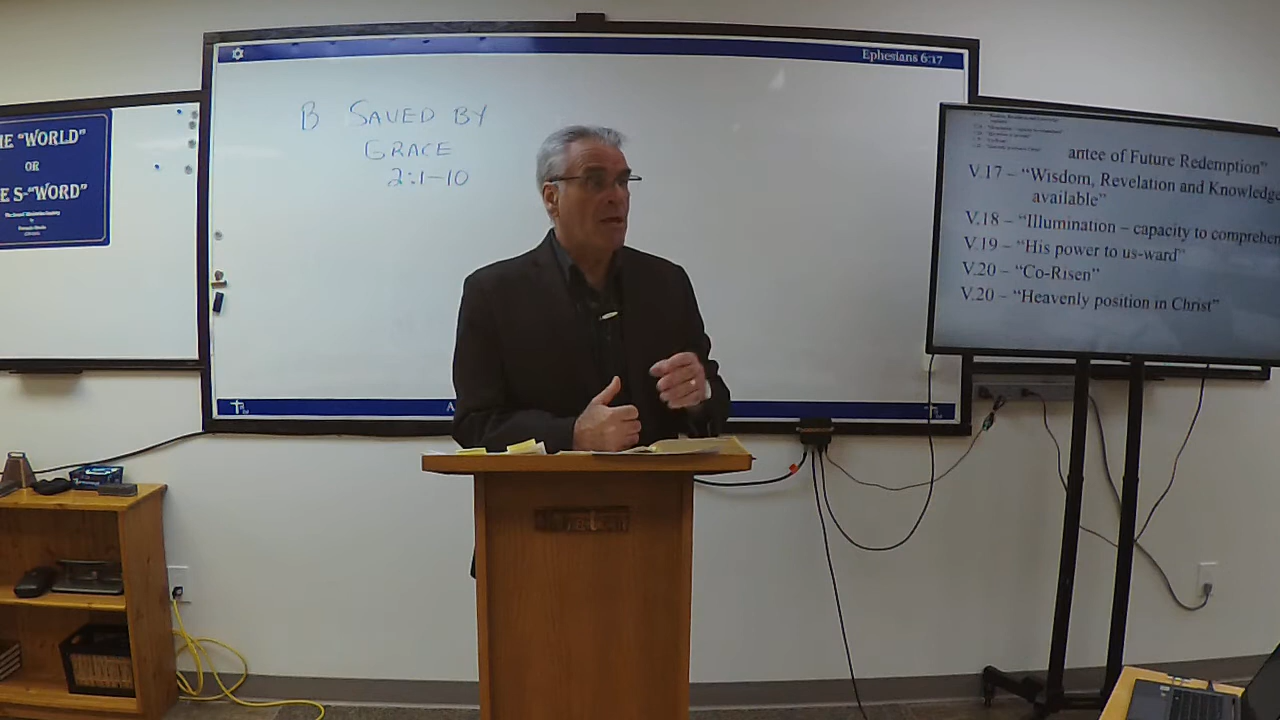 Ephesians 6:17
B SAVED BY
GRACE
2:1-10
HE "WORLD"
OR
E S-"WORD"
antee of Future Redemption"
V.17 – "Wisdom, Revelation and Knowledge
available"
V.18 – "Illumination – capacity to comprehen
V.19 – "His power to us-ward"
V.20 – "Co-Risen"
V.20 – "Heavenly position in Christ"